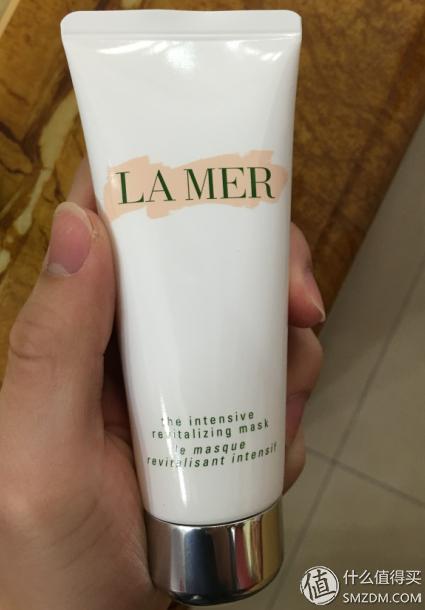 LA MER
the intensive
revitalizing mask
le masque
revitalisant intensif
值 什么值得买
SMZDM.COM